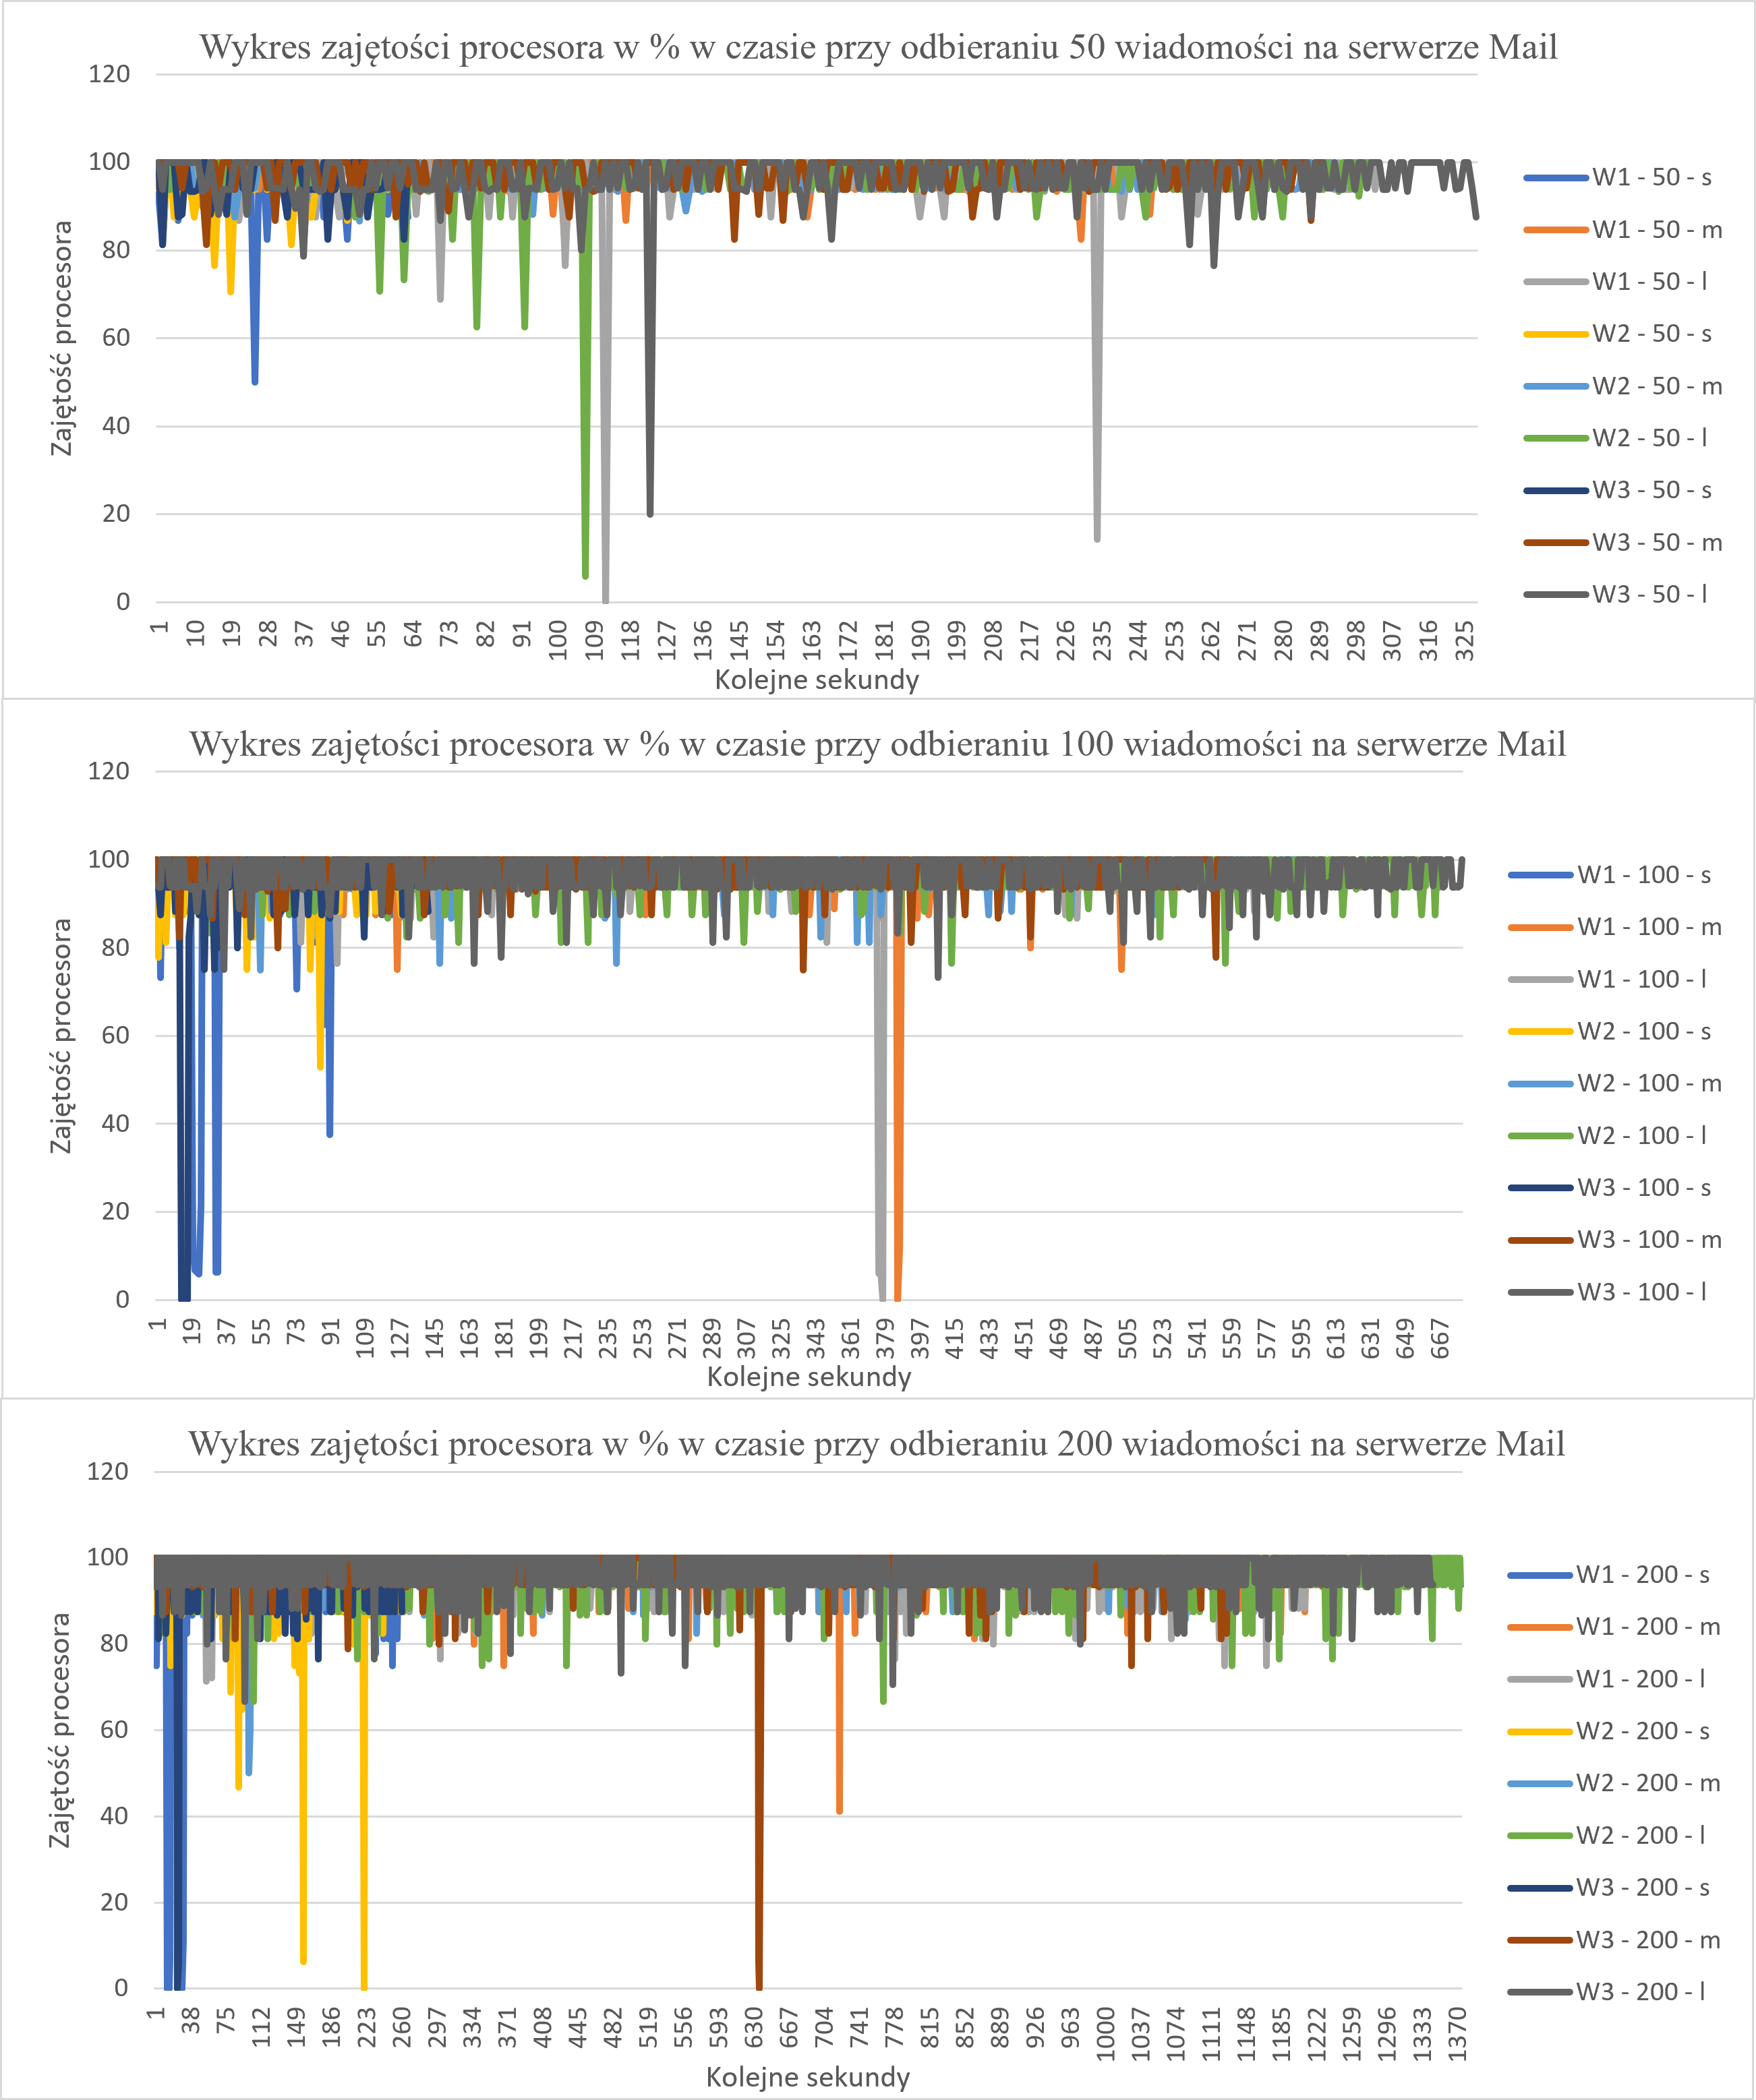 Wykres zajętości procesora w % w czasie przy odbieraniu 50 wiadomości na serwerze Mail
120
100
80
60
40
20
0
Zajętość procesora
1 10 19 28 37 46 55 64 73 82 91 100 109 118 127 136 145 154 163 172 181 190 199 208 217 226 235 244 253 262 271 280 289 298 307 316 325
Kolejne sekundy
W1 - 50 - s
W1 - 50 - m
W1 - 50 - l
W2 - 50 - s
W2 - 50 - m
W2 - 50 - l
W3 - 50 - s
W3 - 50 - m
W3 - 50 - l
Wykres zajętości procesora w % w czasie przy odbieraniu 100 wiadomości na serwerze Mail
120
100
80
60
40
20
0
Zajętość procesora
1 19 37 55 73 91 109 127 145 163 181 199 217 235 253 271 289 307 325 343 361 379 397 415 433 451 469 487 505 523 541 559 577 595 613 631 649 667
Kolejne sekundy
W1 - 100 - s
W1 - 100 - m
W1 - 100 - l
W2 - 100 - s
W2 - 100 - m
W2 - 100 - l
W3 - 100 - s
W3 - 100 - m
W3 - 100 - l
Wykres zajętości procesora w % w czasie przy odbieraniu 200 wiadomości na serwerze Mail
120
100
80
60
40
20
0
Zajętość procesora
1 38 75 112 149 186 223 260 297 334 371 408 445 482 519 556 593 630 667 704 741 778 815 852 889 926 963 1000 1037 1074 1111 1148 1185 1222 1259 1296 1333 1370
Kolejne sekundy
W1 - 200 - s
W1 - 200 - m
W1 - 200 - l
W2 - 200 - s
W2 - 200 - m
W2 - 200 - l
W3 - 200 - s
W3 - 200 - m
W3 - 200 - l